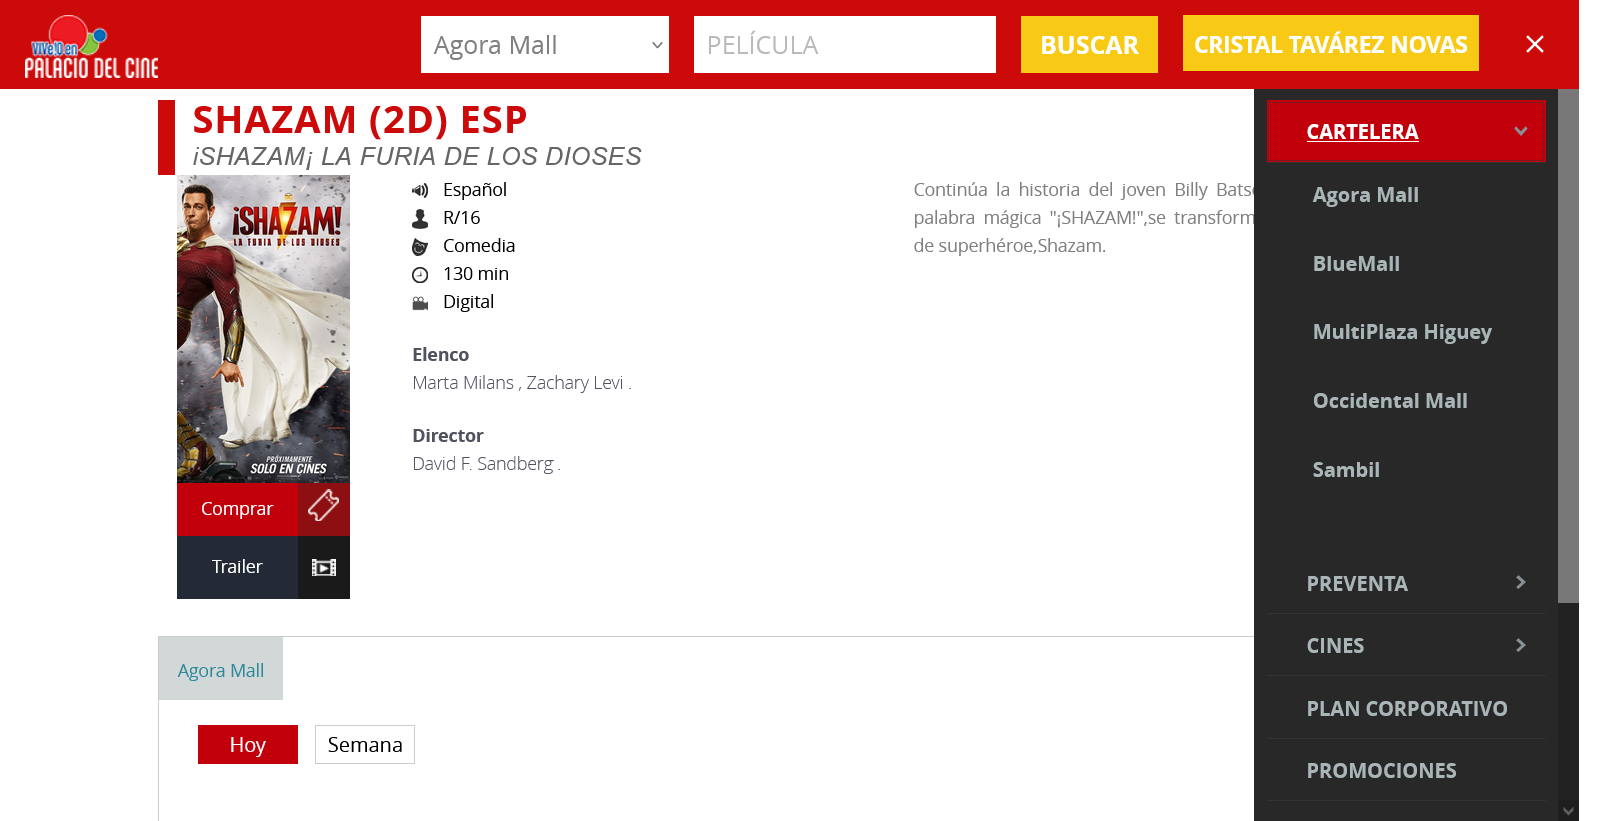 VIVELO en
PALACIO DEL CINE
Agora Mall
PELÍCULA
BUSCAR
CRISTAL TAVÁREZ NOVAS
SHAZAM (2D) ESP
¡SHAZAM¡ LA FURIA DE LOS DIOSES
¡SHAZAM!
LA FURIA DE LOS DIOSES
PRÓXIMAMENTE
SOLO EN CINES
Comprar
Trailer
Español
R/16
Comedia
130 min
Digital
Elenco
Marta Milans , Zachary Levi .
Director
David F. Sandberg .
Continúa la historia del joven Billy Bats
palabra mágica "¡SHAZAM!",se transform
de superhéroe,Shazam.
CARTELERA
Agora Mall
BlueMall
MultiPlaza Higuey
Occidental Mall
Sambil
PREVENTA
CINES
PLAN CORPORATIVO
PROMOCIONES
Agora Mall
Hoy
Semana